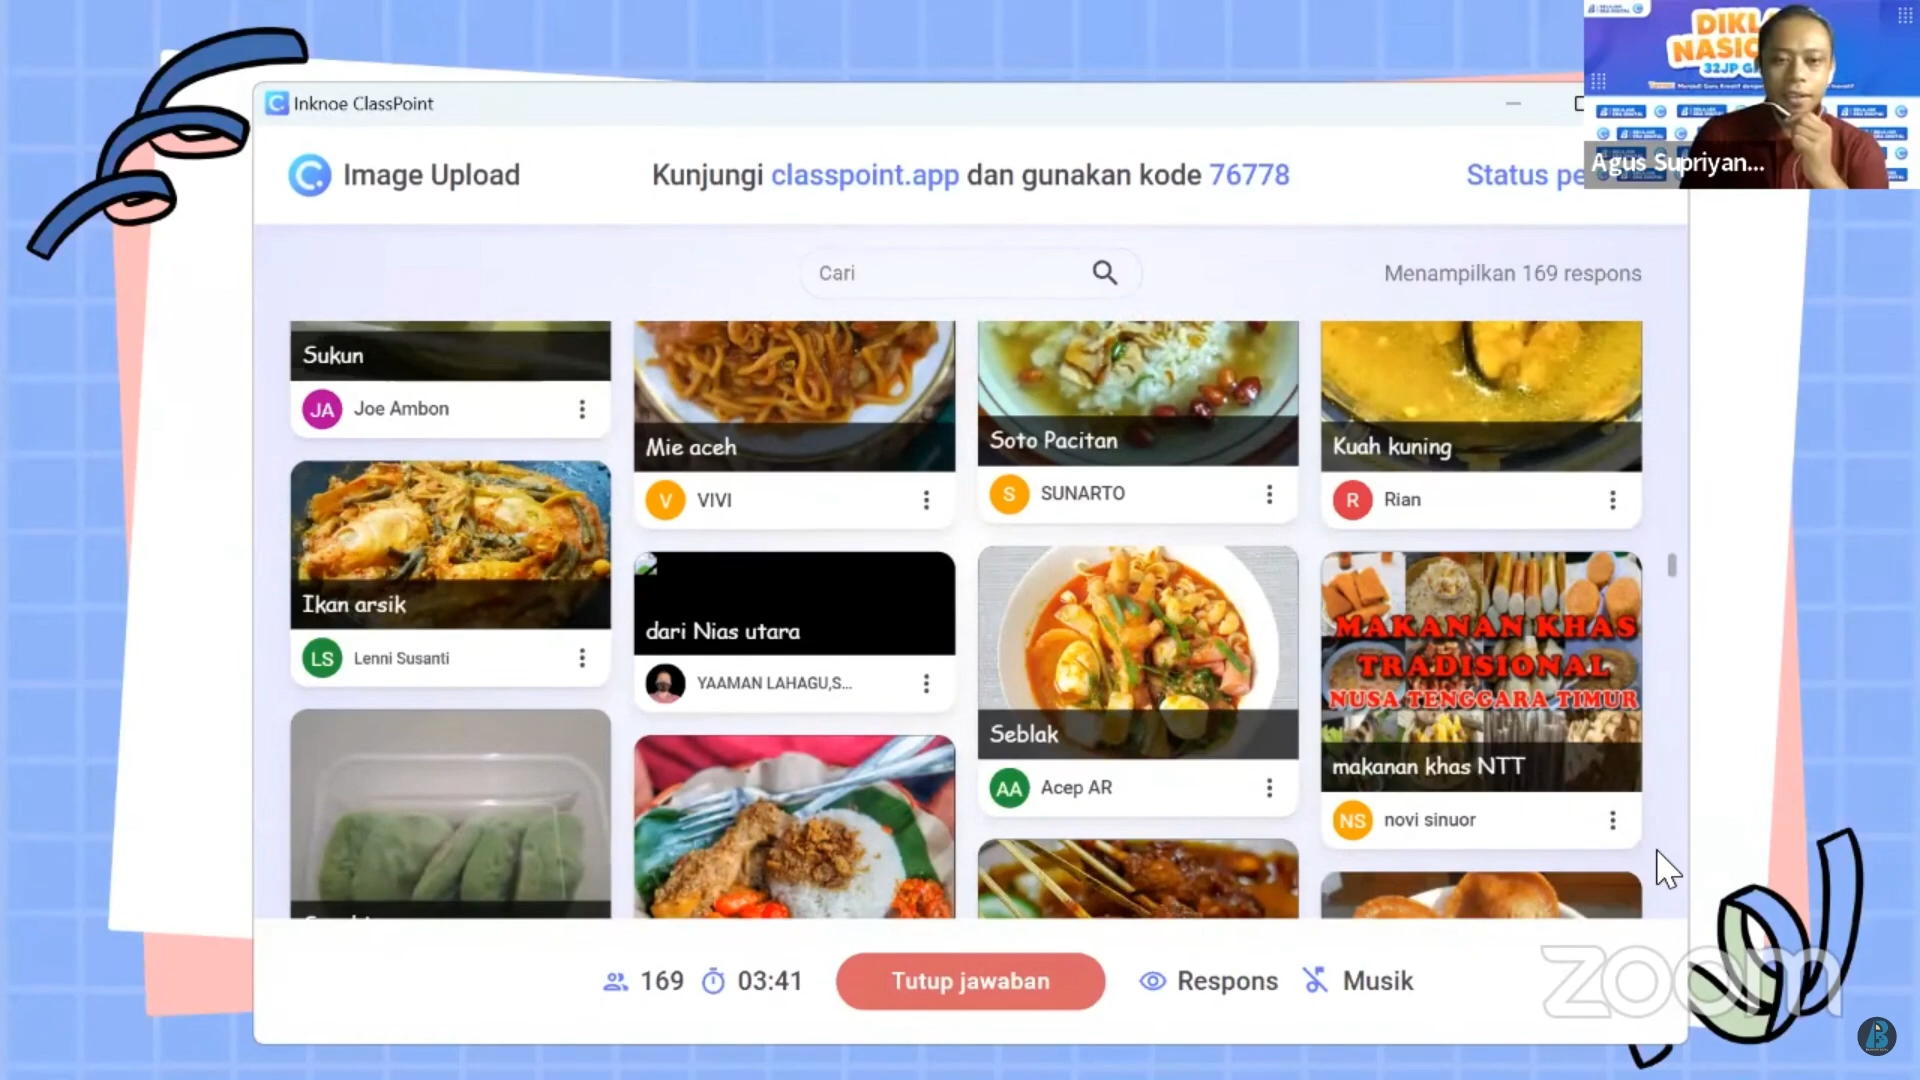 Inknoe ClassPoint
Image Upload
Kunjungi classpoint.app dan gunakan kode 76778
Status pe
DIKL
NASIO
32JP G
Agus Supriyan...
Cari
Menampilkan 169 respons
Sukun
JA Joe Ambon
Mie aceh
V VIVI
Soto Pacitan
S SUNARTO
Kuah kuning
R Rian
Ikan arsik
LS Lenni Susanti
dari Nias utara
YAAMAN LAHAGU,S...
Seblak
AA Acep AR
MAKANAN KHAS
TRADISIONAL
NUSA TENGGARA TIMUR
makanan khas NTT
NS novi sinuor
169
03:41
Tutup jawaban
Respons
Musik
zoom